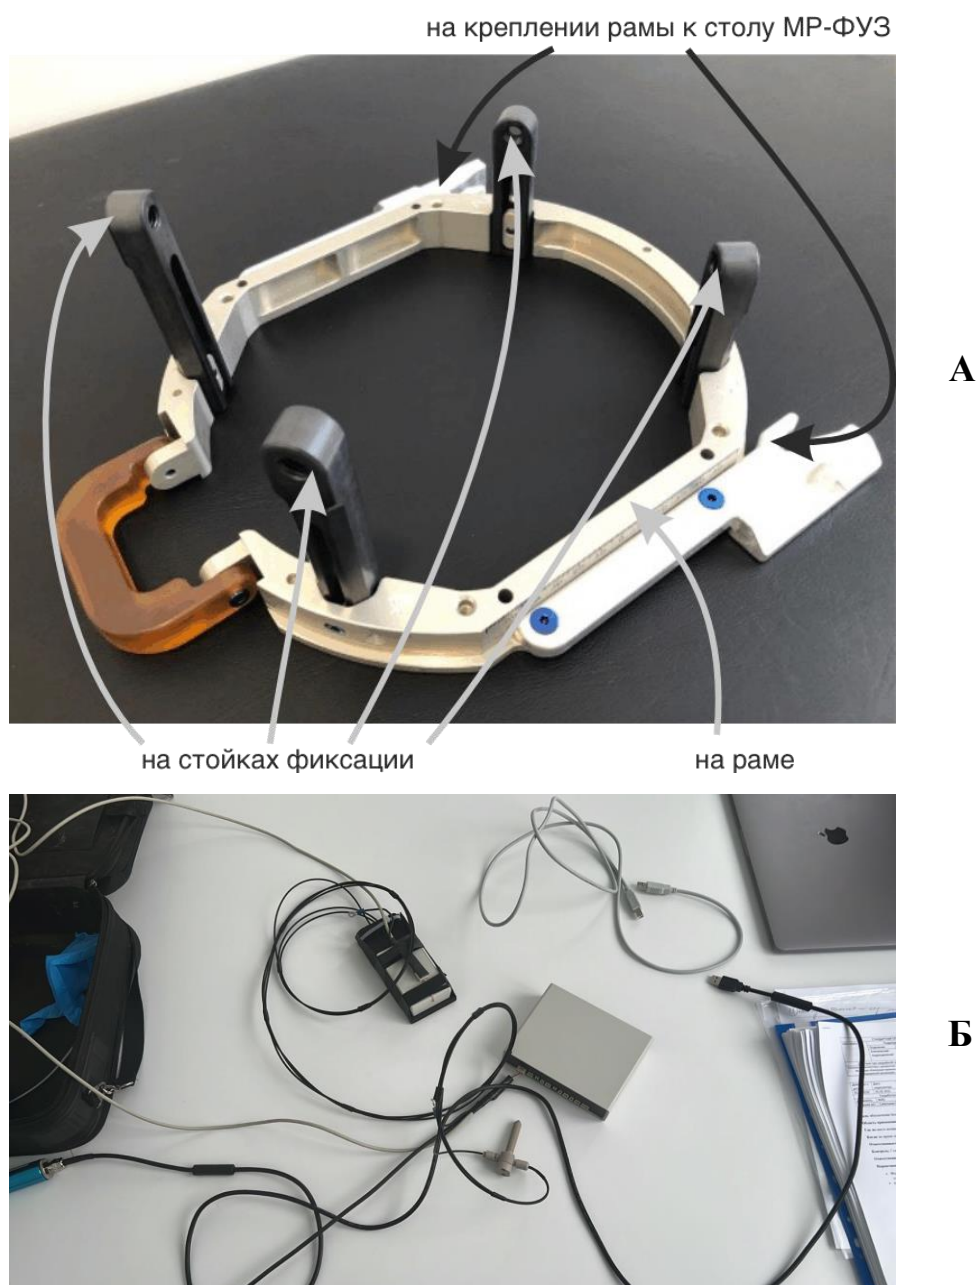 на креплении рамы к столу МР-ФУЗ
А
на стойках фиксации
на раме
Б